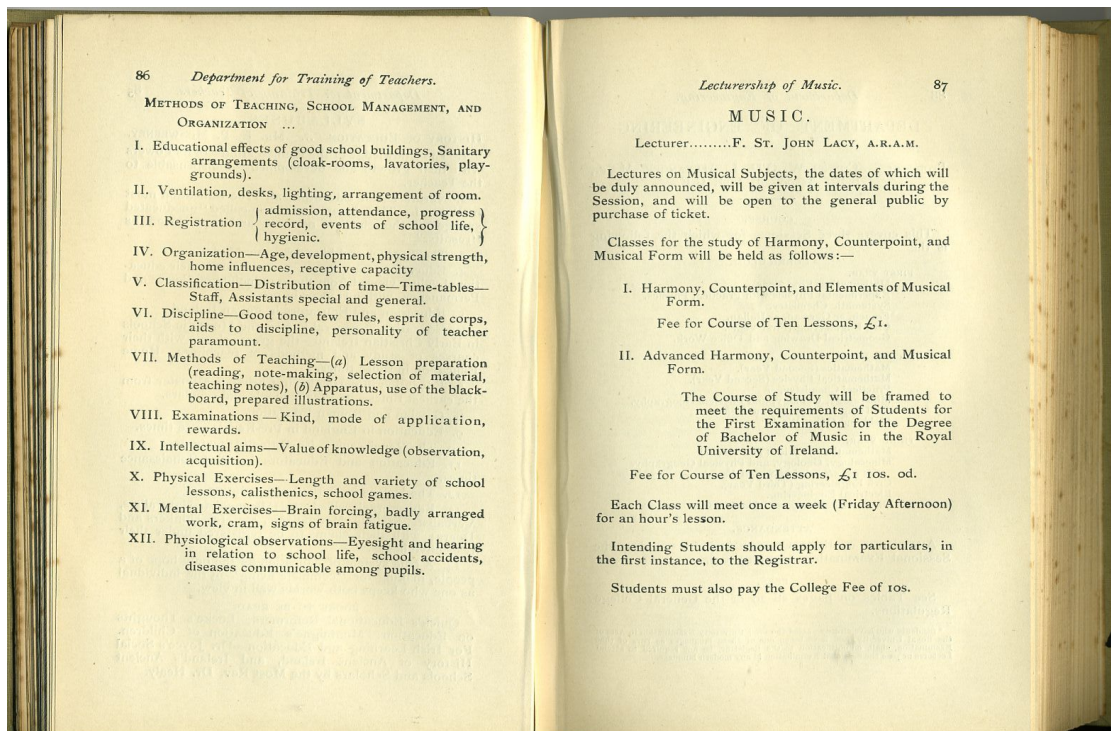 86 Department for Training of Teachers.
Methods of Teaching, School Management, and
Organization ...
I. Educational effects of good school buildings, Sanitary
arrangements (cloak-rooms, lavatories, play-
grounds).
II. Ventilation, desks, lighting, arrangement of room.
III. Registration { admission, attendance, progress
record, events of school life,
hygienic. }
IV. Organization—Age, development, physical strength,
home influences, receptive capacity
V. Classification—Distribution of time—Time-tables—
Staff, Assistants special and general.
VI. Discipline—Good tone, few rules, esprit de corps,
aids to discipline, personality of teacher
paramount.
VII. Methods of Teaching—(a) Lesson preparation
(reading, note-making, selection of material,
teaching notes), (b) Apparatus, use of the black-
board, prepared illustrations.
VIII. Examinations — Kind, mode of application,
rewards.
IX. Intellectual aims—Value of knowledge (observation,
acquisition).
X. Physical Exercises—Length and variety of school
lessons, calisthenics, school games.
XI. Mental Exercises—Brain forcing, badly arranged
work, cram, signs of brain fatigue.
XII. Physiological observations—Eyesight and hearing
in relation to school life, school accidents,
diseases communicable among pupils.
Lecturership of Music. 87
MUSIC.
Lecturer.........F. St. John Lacy, A.R.A.M.
Lectures on Musical Subjects, the dates of which will
be duly announced, will be given at intervals during the
Session, and will be open to the general public by
purchase of ticket.
Classes for the study of Harmony, Counterpoint, and
Musical Form will be held as follows:—
I. Harmony, Counterpoint, and Elements of Musical
Form.
Fee for Course of Ten Lessons, £1.
II. Advanced Harmony, Counterpoint, and Musical
Form.
The Course of Study will be framed to
meet the requirements of Students for
the First Examination for the Degree
of Bachelor of Music in the Royal
University of Ireland.
Fee for Course of Ten Lessons, £1 10s. 0d.
Each Class will meet once a week (Friday Afternoon)
for an hour's lesson.
Intending Students should apply for particulars, in
the first instance, to the Registrar.
Students must also pay the College Fee of 10s.